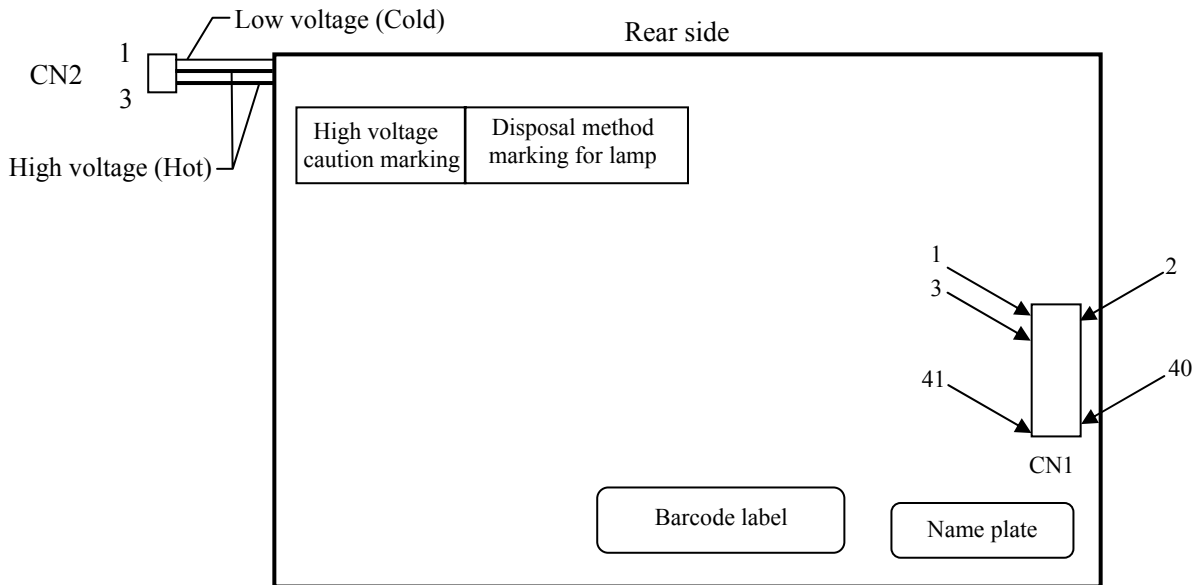 Low voltage (Cold)
Rear side
1
CN2
3
High voltage (Hot)
High voltage
caution marking
Disposal method
marking for lamp
1
2
3
41
40
CN1
Barcode label
Name plate